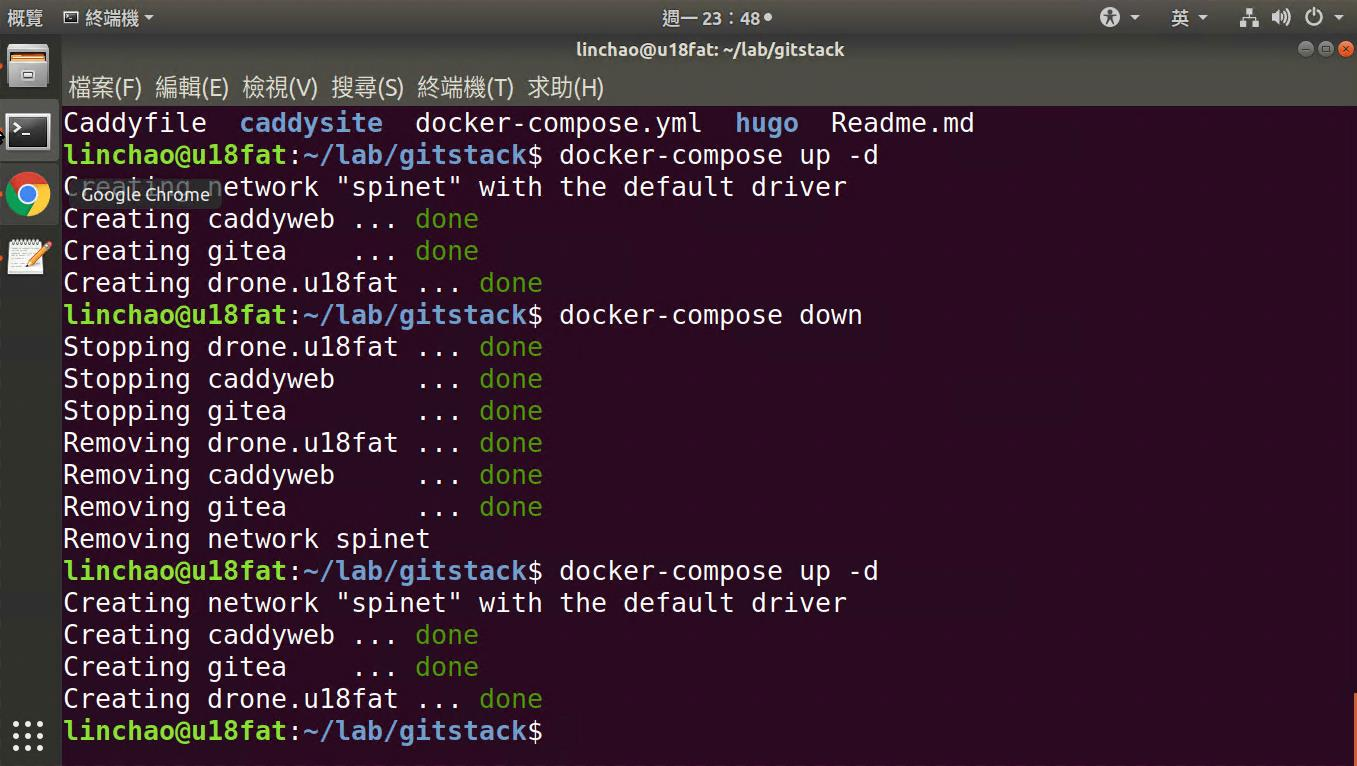 概覽 終端機 週一 23：48 英
linchao@u18fat: ~/lab/gitstack
檔案(F) 編輯(E) 檢視(V) 搜尋(S) 終端機(T) 求助(H)
Caddyfile caddysite docker-compose.yml hugo Readme.md
linchao@u18fat:~/lab/gitstack$ docker-compose up -d
Creating network "spinet" with the default driver
Google Chrome
Creating caddyweb ... done
Creating gitea    ... done
Creating drone.u18fat ... done
linchao@u18fat:~/lab/gitstack$ docker-compose down
Stopping drone.u18fat ... done
Stopping caddyweb     ... done
Stopping gitea        ... done
Removing drone.u18fat ... done
Removing caddyweb     ... done
Removing gitea        ... done
Removing network spinet
linchao@u18fat:~/lab/gitstack$ docker-compose up -d
Creating network "spinet" with the default driver
Creating caddyweb ... done
Creating gitea    ... done
Creating drone.u18fat ... done
linchao@u18fat:~/lab/gitstack$